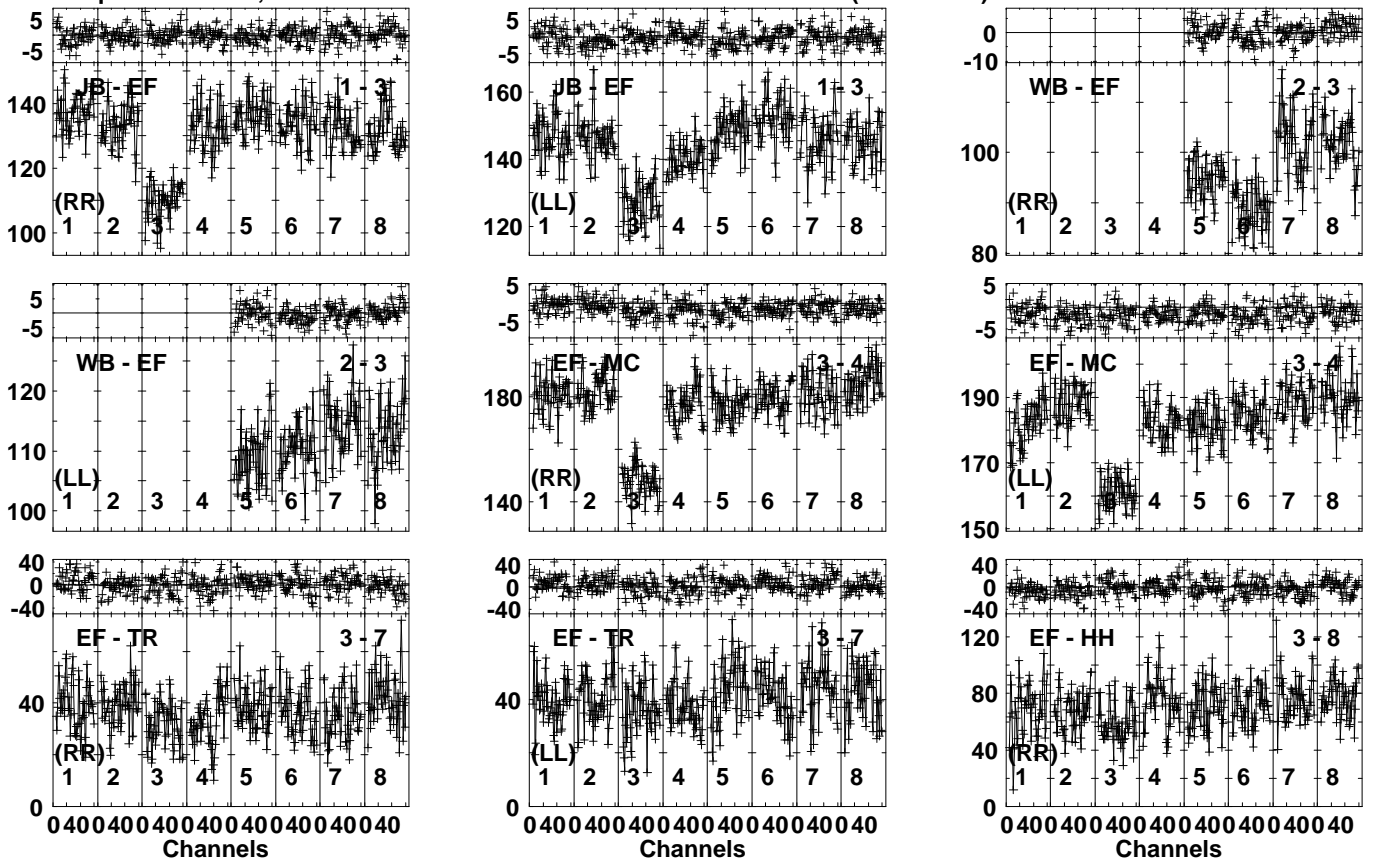 5
-5
JB - EF 1 - 3
140
120
100
(RR)
1 2 3 4 5 6 7 8
5
-5
JB - EF 1 - 3
160
140
120
(LL)
1 2 3 4 5 6 7 8
0
-10
WB - EF 2 - 3
100
80
(RR)
1 2 3 4 5 6 7 8
5
-5
WB - EF 2 - 3
120
110
100
(LL)
1 2 3 4 5 6 7 8
5
-5
EF - MC 3 - 4
180
140
(RR)
1 2 3 4 5 6 7 8
5
-5
EF - MC 3 - 4
190
170
150
(LL)
1 2 3 4 5 6 7 8
40
0
-40
EF - TR 3 - 7
40
0
(RR)
1 2 3 4 5 6 7 8
0 40 0 40 0 40 0 40 0 40 0 40 0 40 0 40
Channels
40
0
-40
EF - TR 3 - 7
40
0
(LL)
1 2 3 4 5 6 7 8
0 40 0 40 0 40 0 40 0 40 0 40 0 40 0 40
Channels
40
0
-40
EF - HH 3 - 8
120
80
40
0
(RR)
1 2 3 4 5 6 7 8
0 40 0 40 0 40 0 40 0 40 0 40 0 40 0 40
Channels